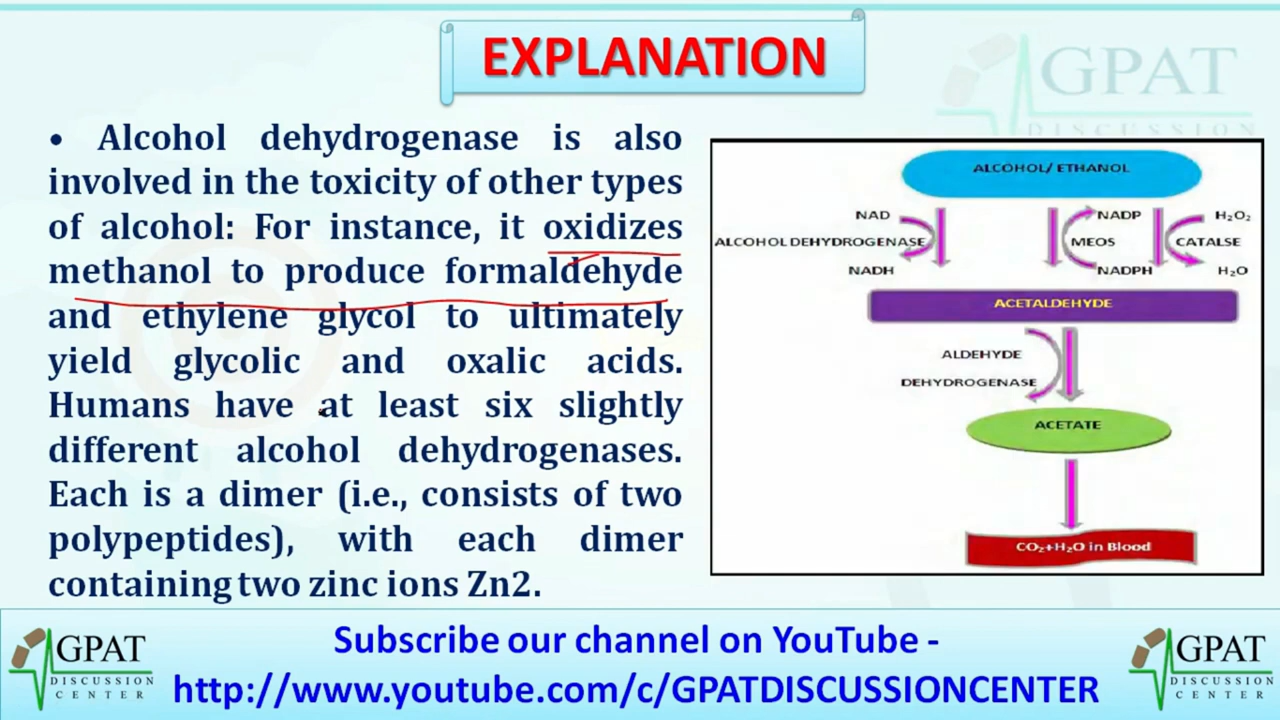 EXPLANATION
GPAT
DISCUSSION
• Alcohol dehydrogenase is also
involved in the toxicity of other types
of alcohol: For instance, it oxidizes
methanol to produce formaldehyde
and ethylene glycol to ultimately
yield glycolic and oxalic acids.
Humans have at least six slightly
different alcohol dehydrogenases.
Each is a dimer (i.e., consists of two
polypeptides), with each dimer
containing two zinc ions Zn2.
ALCOHOL/ ETHANOL
NAD
NADP
H₂O₂
ALCOHOL DEHYDROGENASE
MEOS
CATALSE
NADH
NADPH
H₂O
ACETALDEHYDE
ALDEHYDE
DEHYDROGENASE
ACETATE
CO₂+H₂O in Blood
GPAT
DISCUSSION
CENTER
Subscribe our channel on YouTube -
http://www.youtube.com/c/GPATDISCUSSIONCENTER
GPAT
DISCUSSION
CENTER